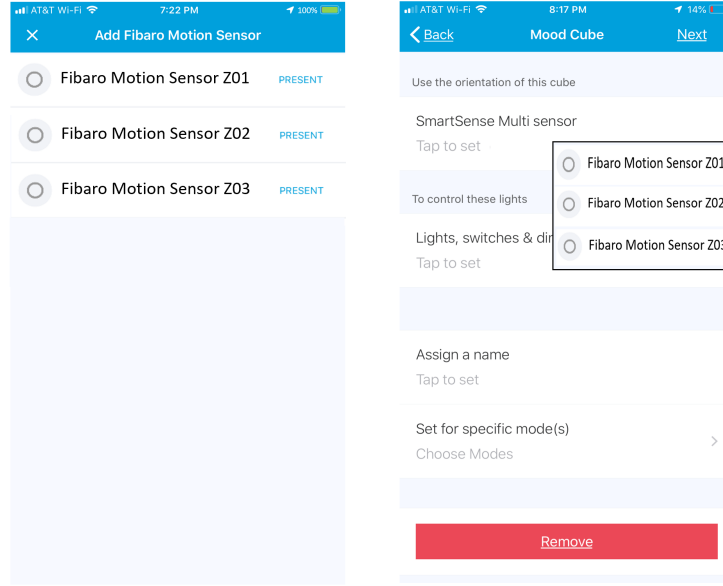 AT&T Wi-Fi 7:22 PM 100%
× Add Fibaro Motion Sensor
Fibaro Motion Sensor Z01 PRESENT
Fibaro Motion Sensor Z02 PRESENT
Fibaro Motion Sensor Z03 PRESENT
AT&T Wi-Fi 8:17 PM 14%
Back Mood Cube Next
Use the orientation of this cube
SmartSense Multi sensor
Tap to set
Fibaro Motion Sensor Z01
To control these lights
Fibaro Motion Sensor Z02
Lights, switches & dir
Fibaro Motion Sensor Z03
Tap to set
Assign a name
Tap to set
Set for specific mode(s)
Choose Modes
Remove